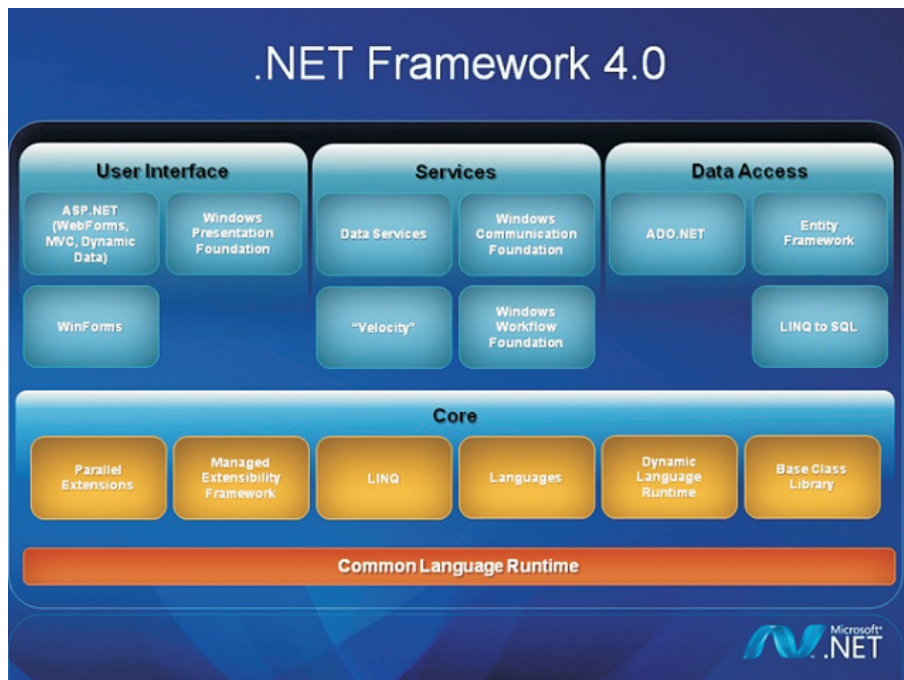 .NET Framework 4.0
User Interface
ASP.NET
(WebForms,
MVC, Dynamic
Data)
Windows
Presentation
Foundation
WinForms
Services
Data Services
Windows
Communication
Foundation
"Velocity"
Windows
Workflow
Foundation
Data Access
ADO.NET
Entity
Framework
LINQ to SQL
Core
Parallel
Extensions
Managed
Extensibility
Framework
LINQ
Languages
Dynamic
Language
Runtime
Base Class
Library
Common Language Runtime
Microsoft®
.NET